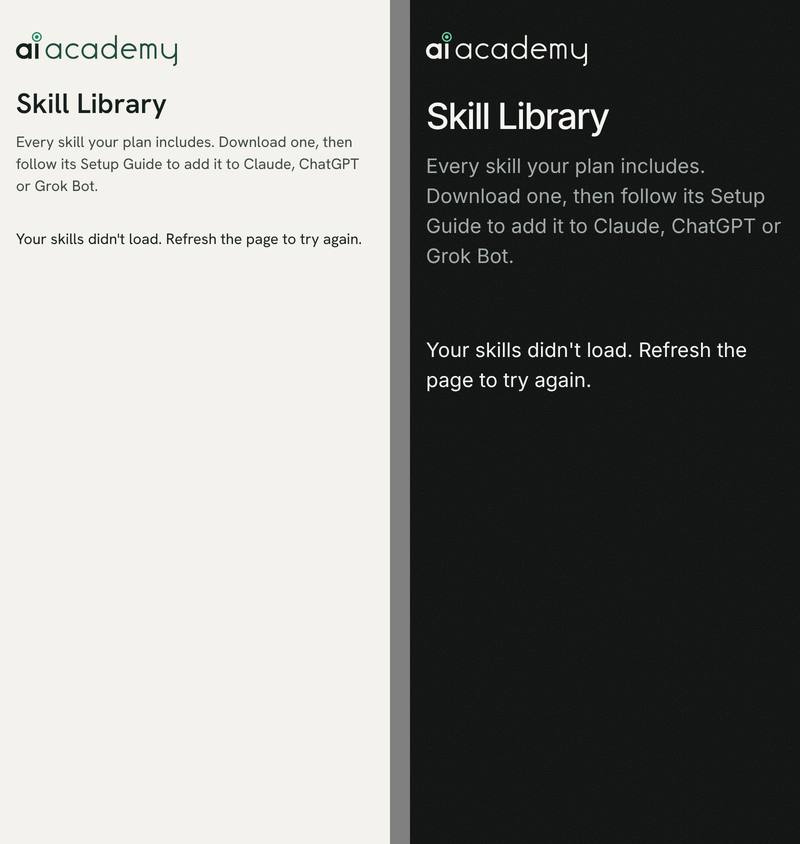 ai academy
Skill Library
Every skill your plan includes. Download one, then
follow its Setup Guide to add it to Claude, ChatGPT
or Grok Bot.
Your skills didn't load. Refresh the page to try again.
ai academy
Skill Library
Every skill your plan includes.
Download one, then follow its Setup
Guide to add it to Claude, ChatGPT or
Grok Bot.
Your skills didn't load. Refresh the
page to try again.